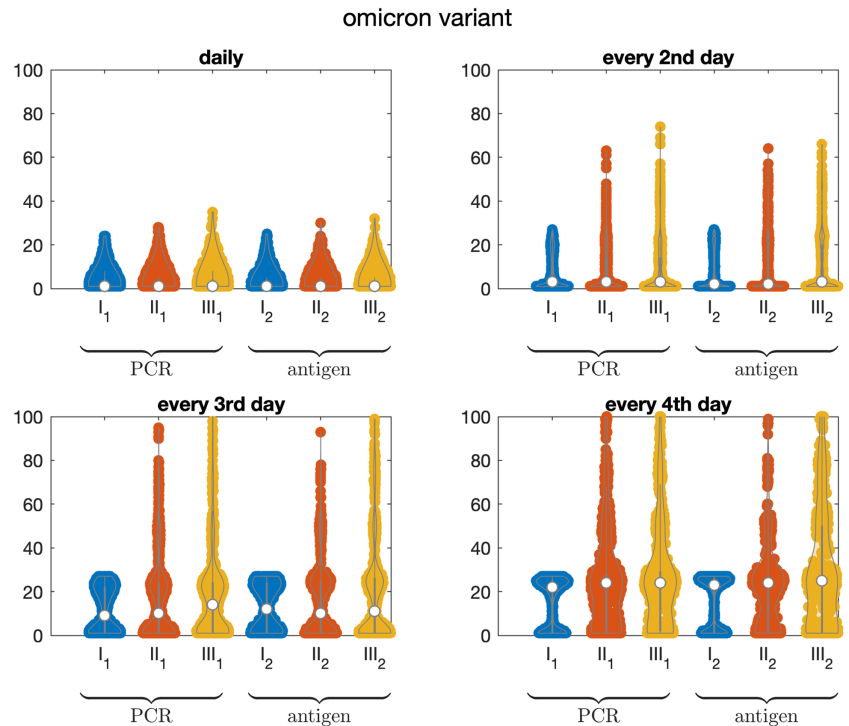 omicron variant
daily
100
80
60
40
20
0
I1 II1 III1 I2 II2 III2
PCR antigen
every 2nd day
100
80
60
40
20
0
I1 II1 III1 I2 II2 III2
PCR antigen
every 3rd day
100
80
60
40
20
0
I1 II1 III1 I2 II2 III2
PCR antigen
every 4th day
100
80
60
40
20
0
I1 II1 III1 I2 II2 III2
PCR antigen